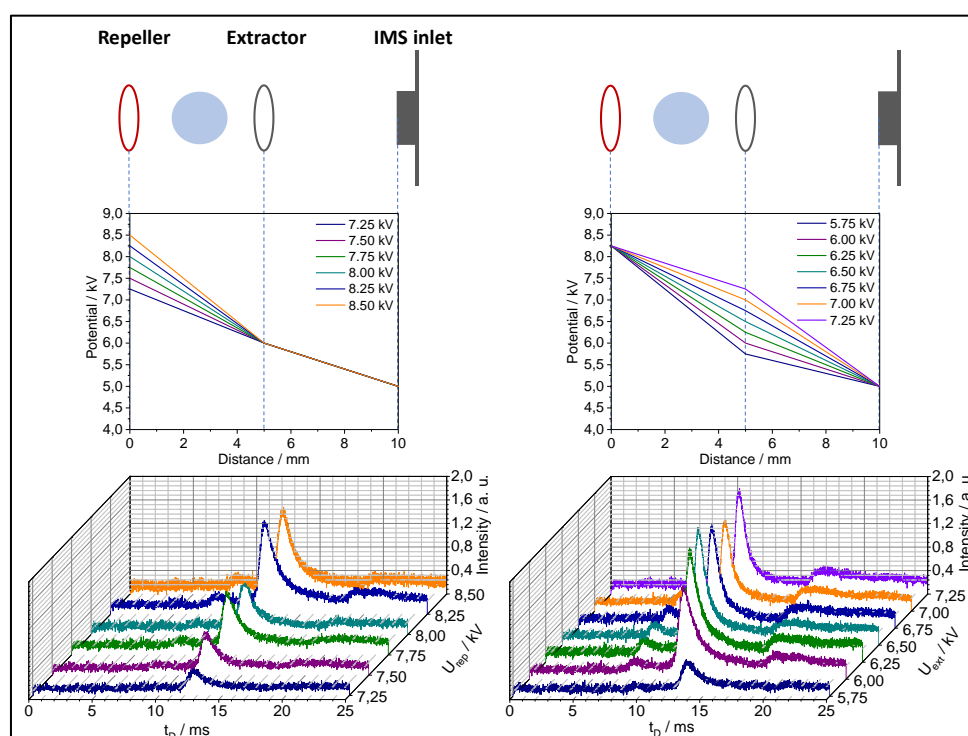 Repeller Extractor IMS inlet
9,0
8,5
8,0
7,5
7,0
6,5
6,0
5,5
5,0
4,5
4,0
Potential / kV
7.25 kV
7.50 kV
7.75 kV
8.00 kV
8.25 kV
8.50 kV
0 2 4 6 8 10
Distance / mm
9,0
8,5
8,0
7,5
7,0
6,5
6,0
5,5
5,0
4,5
4,0
Potential / kV
5.75 kV
6.00 kV
6.25 kV
6.50 kV
6.75 kV
7.00 kV
7.25 kV
0 2 4 6 8 10
Distance / mm
2,0
1,6
1,2
0,8
0,4
Intensity / a. u.
8,50
8,25
8,00
7,75
7,50
7,25
U rep / kV
0 5 10 15 20 25
t D / ms
2,0
1,6
1,2
0,8
0,4
Intensity / a. u.
7,25
7,00
6,75
6,50
6,25
6,00
5,75
U ext / kV
0 5 10 15 20 25
t D / ms